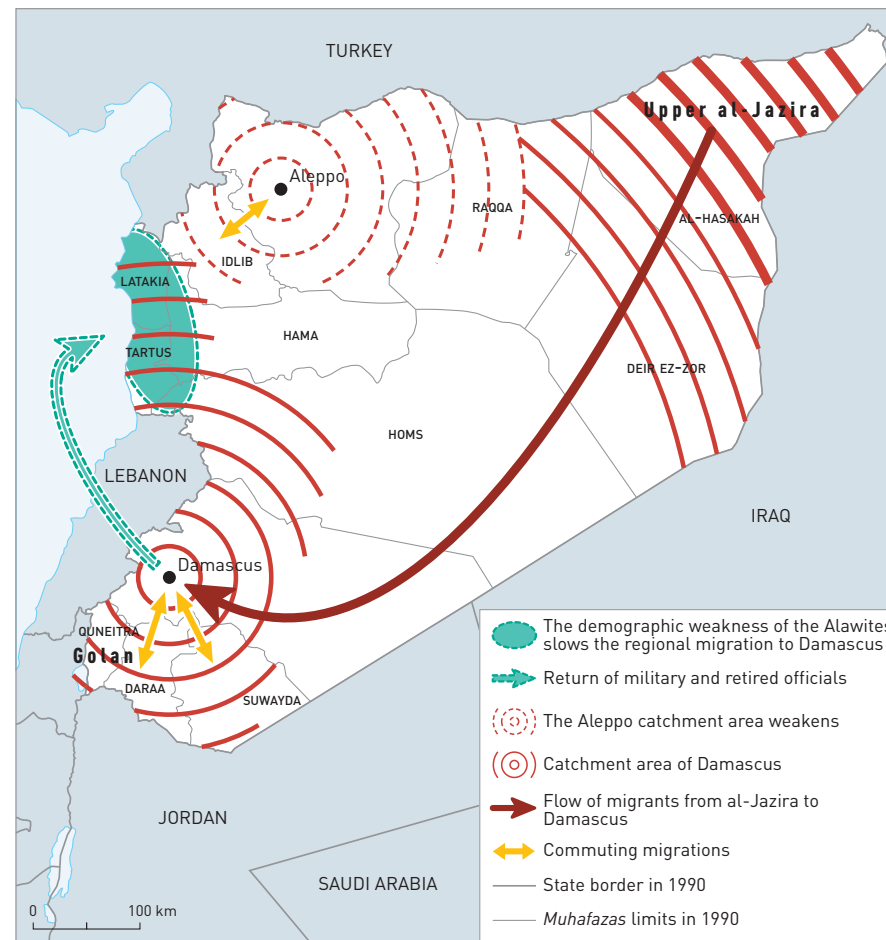 TURKEY
Upper al-Jazira
Aleppo
RAQQA
AL-HASAKAH
IDLIB
LATAKIA
HAMA
TARTUS
DEIR EZ-ZOR
HOMS
LEBANON
IRAQ
Damascus
QUNEITRA
Golan
DARAA
SUWAYDA
JORDAN
SAUDI ARABIA
0 100 km
The demographic weakness of the Alawites
slows the regional migration to Damascus
Return of military and retired officials
The Aleppo catchment area weakens
Catchment area of Damascus
Flow of migrants from al-Jazira to
Damascus
Commuting migrations
State border in 1990
Muhafazas limits in 1990